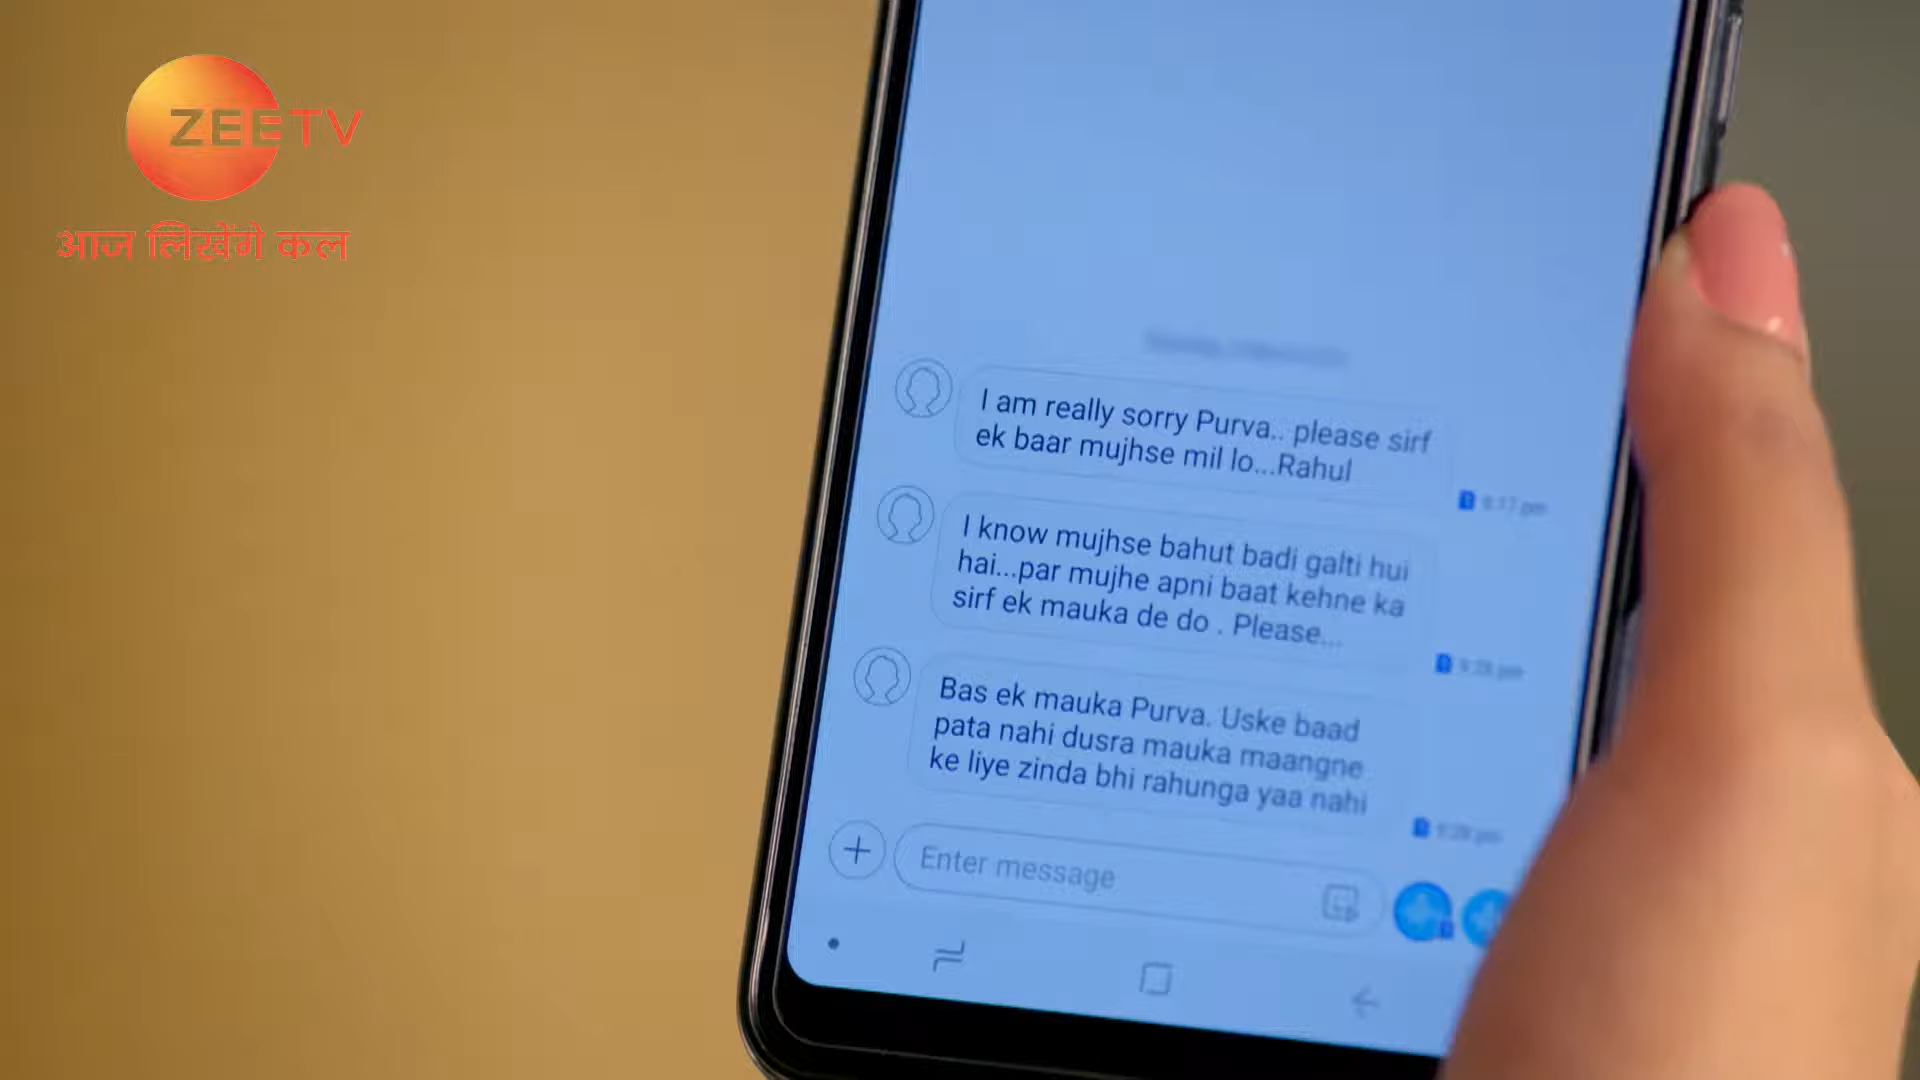 ZEETV
आज लिखेंगे कल
I am really sorry Purva.. please sirf
ek baar mujhse mil lo...Rahul
I know mujhse bahut badi galti hui
hai...par mujhe apni baat kehne ka
sirf ek mauka de do . Please...
Bas ek mauka Purva. Uske baad
pata nahi dusra mauka maangne
ke liye zinda bhi rahunga yaa nahi
Enter message